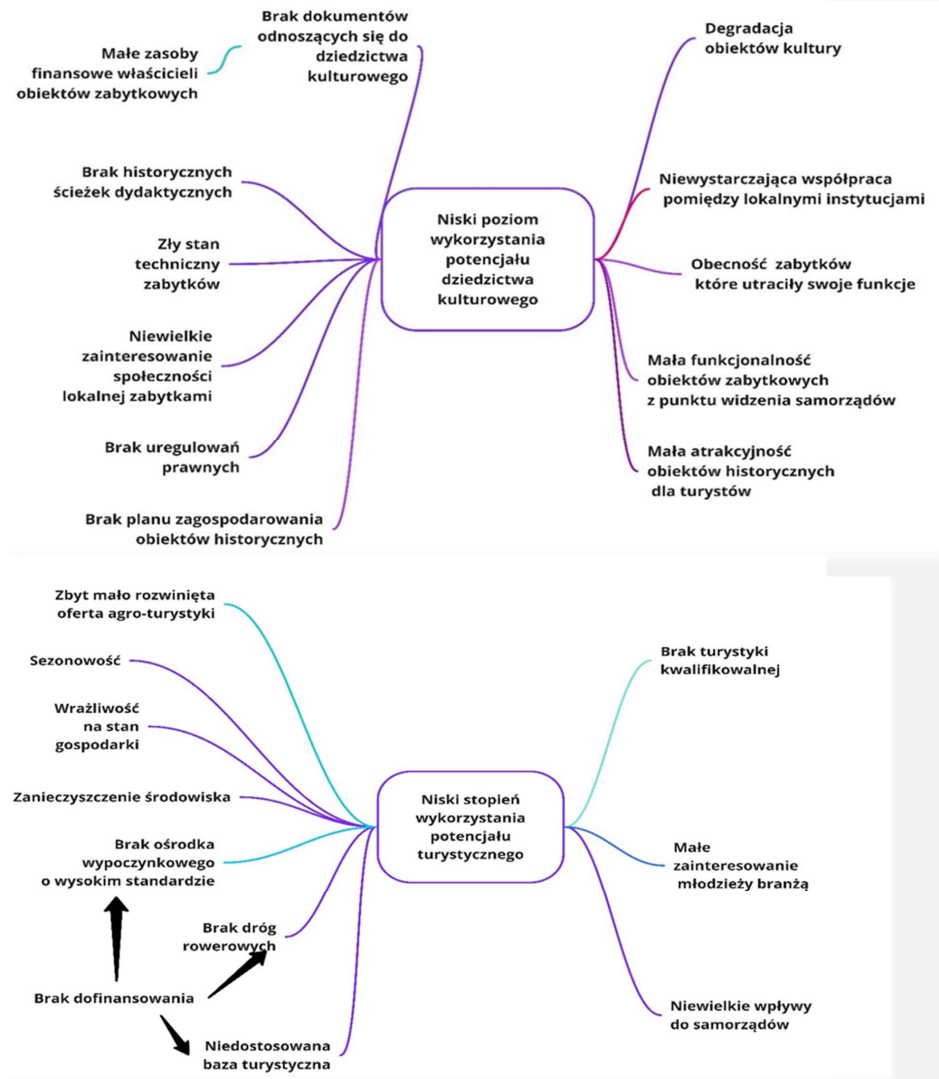 Brak dokumentów
odnoszących się do
dziedzictwa
kulturowego
Małe zasoby
finansowe właścicieli
obiektów zabytkowych
Brak historycznych
ścieżek dydaktycznych
Zły stan
techniczny
zabytków
Niewielkie
zainteresowanie
społeczności
lokalnej zabytkami
Brak uregulowań
prawnych
Brak planu zagospodarowania
obiektów historycznych
Niski poziom
wykorzystania
potencjału
dziedzictwa
kulturowego
Degradacja
obiektów kultury
Niewystarczająca współpraca
pomiędzy lokalnymi instytucjami
Obecność zabytków
które utraciły swoje funkcje
Mała funkcjonalność
obiektów zabytkowych
z punktu widzenia samorządów
Mała atrakcyjność
obiektów historycznych
dla turystów
Zbyt mało rozwinięta
oferta agro-turystyki
Sezonowość
Wrażliwość
na stan
gospodarki
Zanieczyszczenie środowiska
Brak ośrodka
wypoczynkowego
o wysokim standardzie
Brak dróg
rowerowych
Brak dofinansowania
Niedostosowana
baza turystyczna
Niski stopień
wykorzystania
potencjału
turystycznego
Brak turystyki
kwalifikowalnej
Małe
zainteresowanie
młodzieży branżą
Niewielkie wpływy
do samorządów